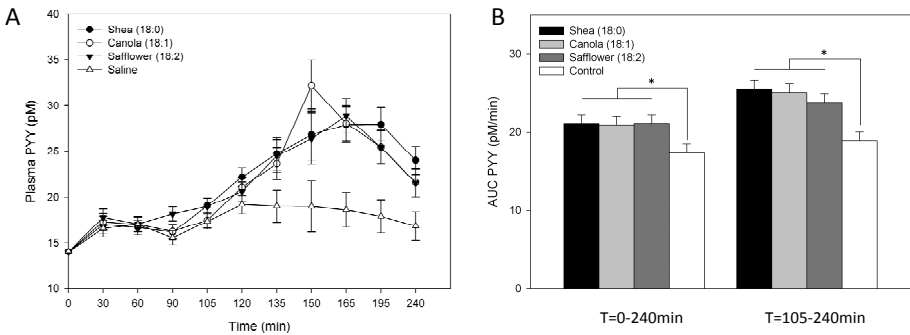 A
Shea (18:0)
Canola (18:1)
Safflower (18:2)
Saline
40
35
30
25
20
15
10
Plasma PYY (pM)
0 30 60 90 105 120 135 150 165 195 240
Time (min)
B
Shea (18:0)
Canola (18:1)
Safflower (18:2)
Control
*
*
30
20
10
0
AUC PYY (pM/min)
T=0-240min T=105-240min